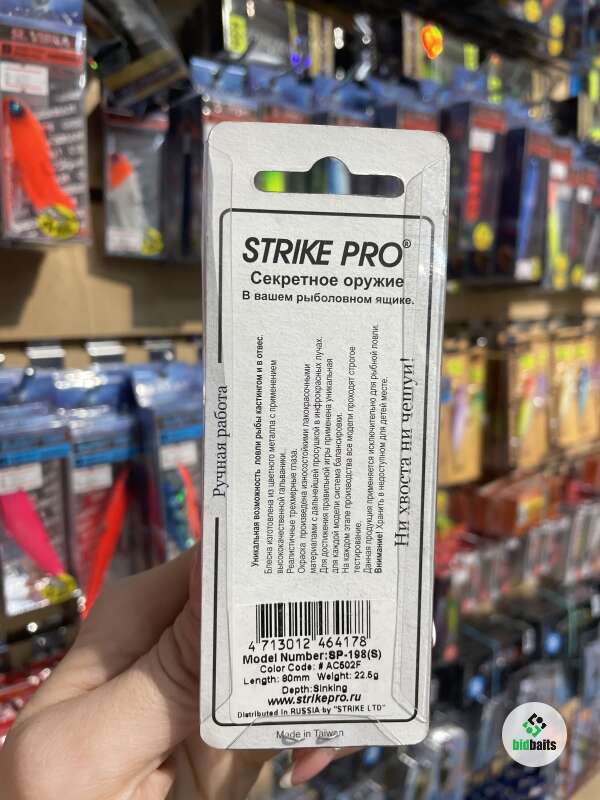 STRIKE PRO®
Секретное оружие
В вашем рыболовном ящике.
Ручная работа
Уникальная возможность ловли рыбы кастингом и в отвес.
Блесна изготовлена из цветного металла с применением
высококачественной гальваники.
Реалистичные трехмерные глаза.
Окраска произведена износостойкими лакокрасочными
материалами с дальнейшей просушкой в инфрокрасных лучах.
Для достижения правильной игры применена уникальная
для каждой модели система балансировки.
На каждом этапе производства все модели проходят строгое
тестирование.
Данная продукция применяется исключительно для рыбной ловли.
Внимание! Хранить в недоступном для детей месте.
Ни хвоста ни чешуи!
4 713012 464178
Model Number:SP-198(S)
Color Code: # AC502F
Length: 80mm Weight: 22.5g
Depth:Sinking
www.strikepro.ru
Distributed in RUSSIA by "STRIKE LTD"
Made in Taiwan
bidbaits